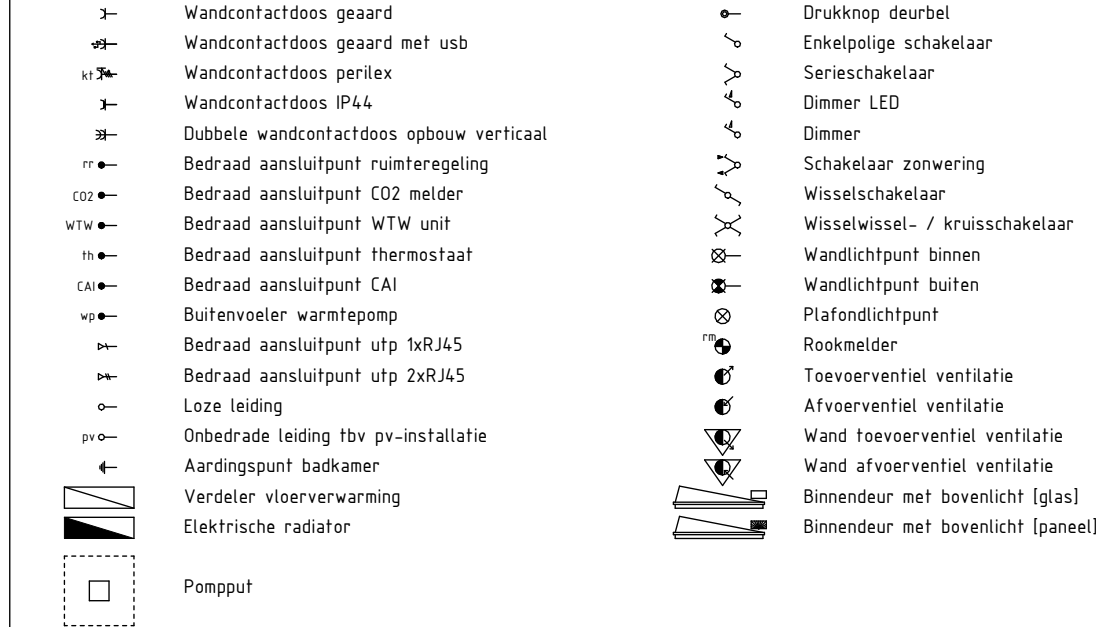 Wandcontactdoos geaard
Wandcontactdoos geaard met usb
kt Wandcontactdoos perilex
Wandcontactdoos IP44
Dubbele wandcontactdoos opbouw verticaal
rr Bedraad aansluitpunt ruimteregeling
CO2 Bedraad aansluitpunt CO2 melder
WTW Bedraad aansluitpunt WTW unit
th Bedraad aansluitpunt thermostaat
CAI Bedraad aansluitpunt CAI
wp Buitenvoeler warmtepomp
Bedraad aansluitpunt utp 1xRJ45
Bedraad aansluitpunt utp 2xRJ45
Loze leiding
pv Onbedrade leiding tbv pv-installatie
Aardingspunt badkamer
Verdeler vloerverwarming
Elektrische radiator
Pompput
Drukknop deurbel
Enkelpolige schakelaar
Serieschakelaar
Dimmer LED
Dimmer
Schakelaar zonwering
Wisselschakelaar
Wisselwissel- / kruisschakelaar
Wandlichtpunt binnen
Wandlichtpunt buiten
Plafondlichtpunt
rm Rookmelder
Toevoerventiel ventilatie
Afvoerventiel ventilatie
Wand toevoerventiel ventilatie
Wand afvoerventiel ventilatie
Binnendeur met bovenlicht [glas]
Binnendeur met bovenlicht [paneel]